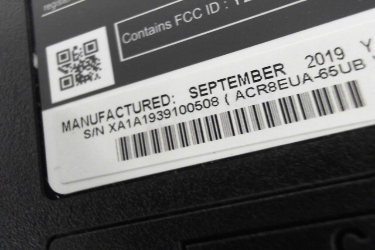 Contains FCC ID :
MANUFACTURED: SEPTEMBER 2019
S/N XA1A1939100508 ( ACR8EUA-65UB